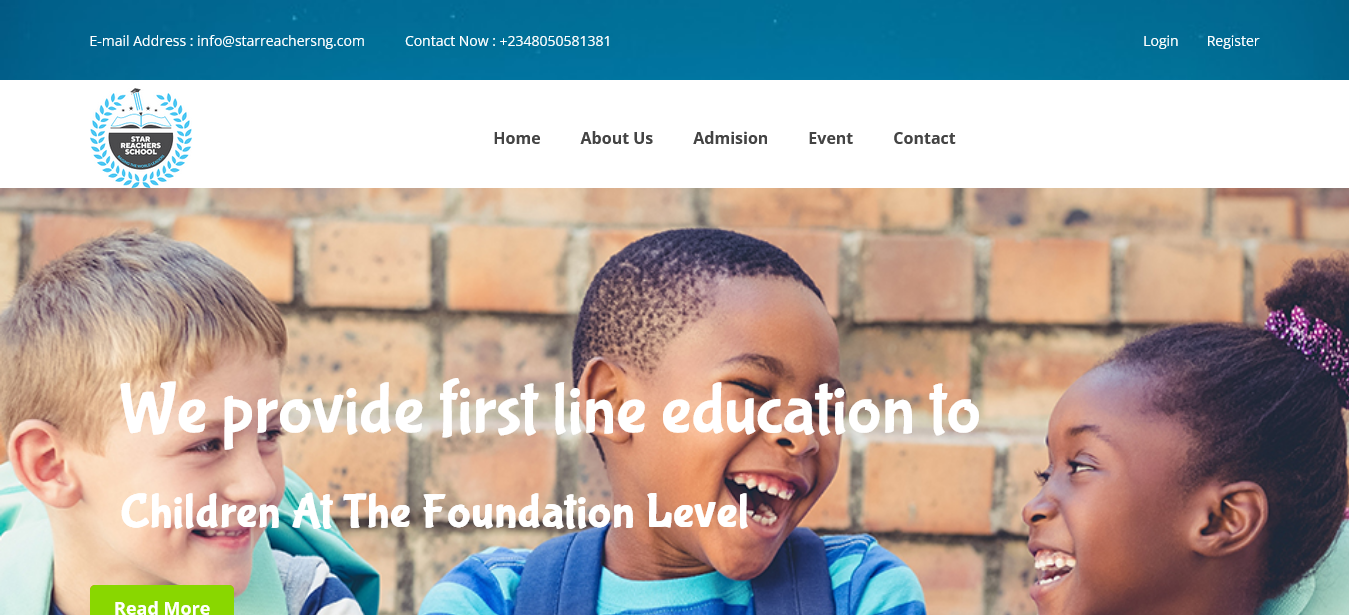 E-mail Address : info@starreachersng.com Contact Now : +2348050581381 Login Register
STAR
REACHERS
SCHOOL
Home About Us Admision Event Contact
We provide first line education to
Children At The Foundation Level
Read More